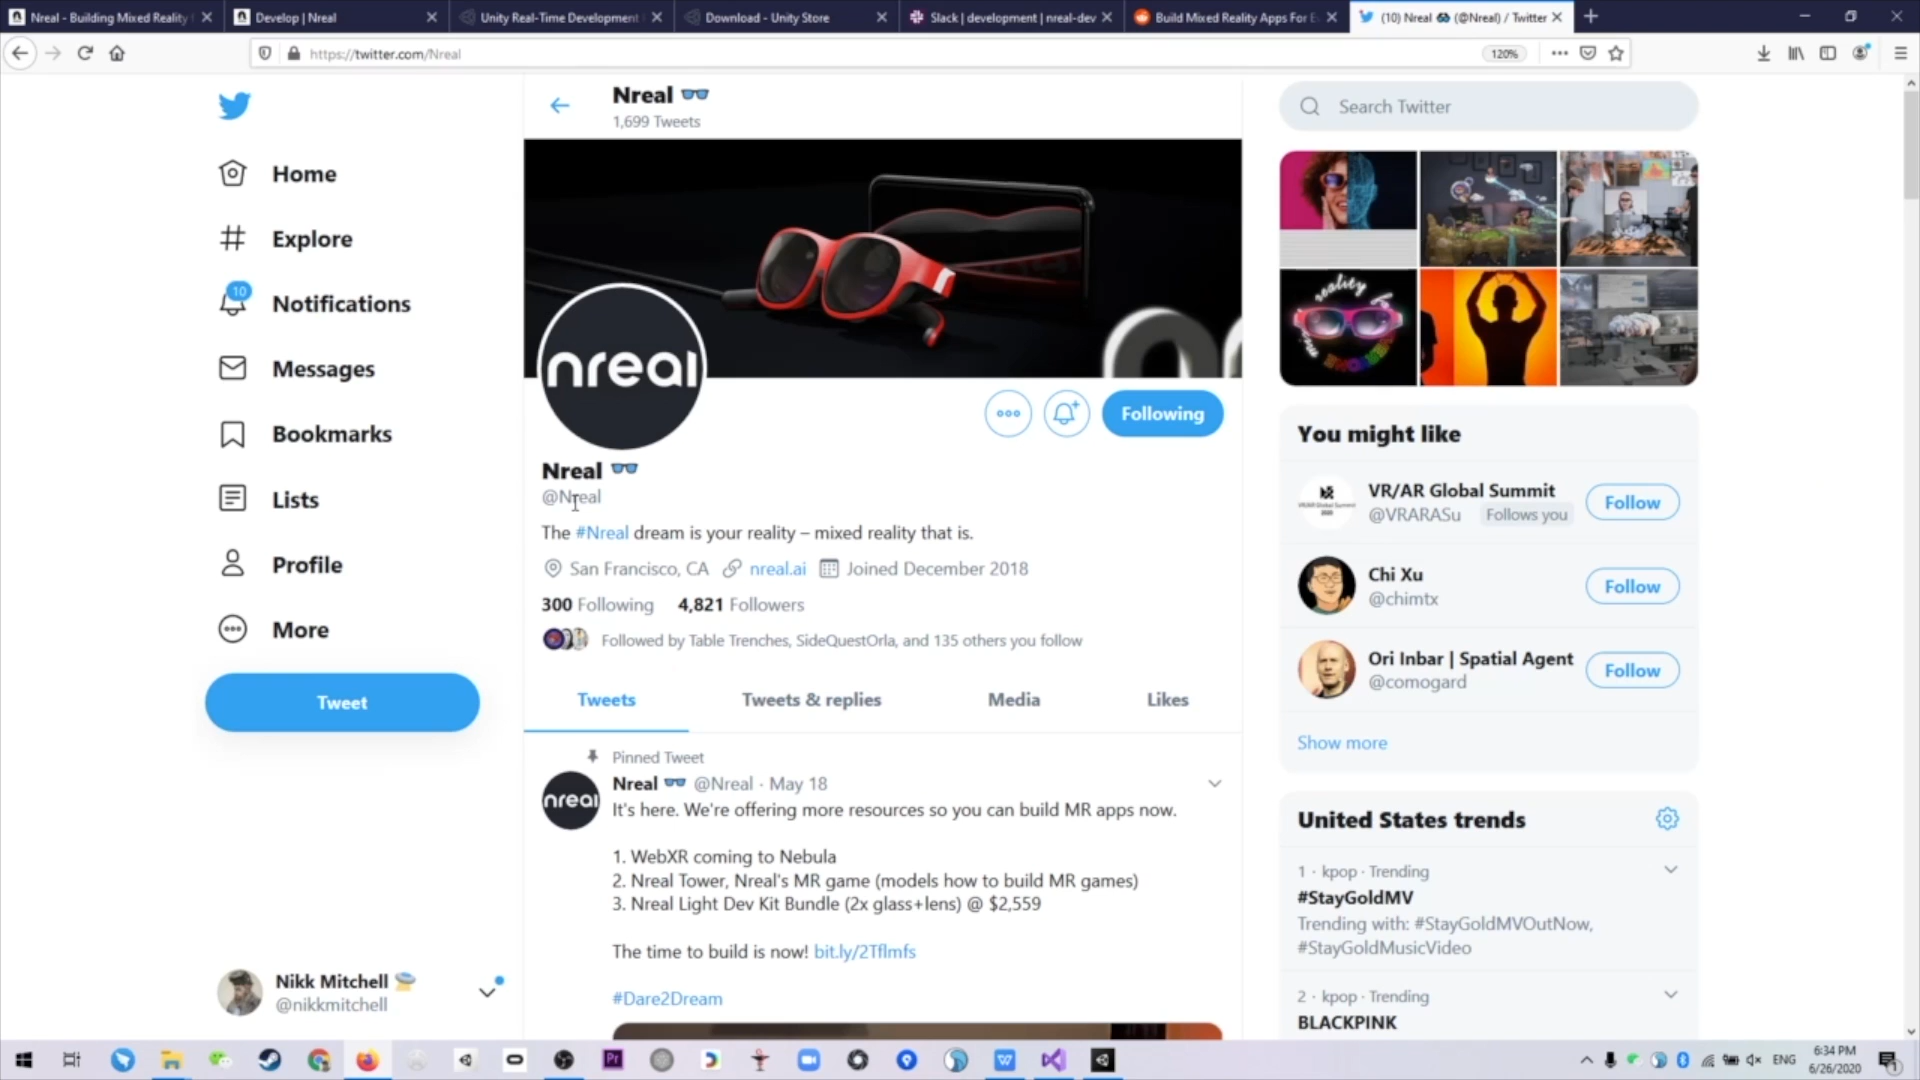 Nreal - Building Mixed Reality
Develop | Nreal
Unity Real-Time Development
Download - Unity Store
Slack | development | nreal-dev
Build Mixed Reality Apps For E
(10) Nreal 🕶 (@Nreal) / Twitter
https://twitter.com/Nreal
120%
Nreal 🕶
1,699 Tweets
Search Twitter
Home
Explore
10
Notifications
Messages
Bookmarks
Lists
Profile
More
Tweet
nreal
Following
Nreal 🕶
@Nreal
The #Nreal dream is your reality – mixed reality that is.
San Francisco, CA nreal.ai Joined December 2018
300 Following 4,821 Followers
Followed by Table Trenches, SideQuestOrla, and 135 others you follow
Tweets
Tweets & replies
Media
Likes
Pinned Tweet
Nreal 🕶 @Nreal · May 18
nreal
It's here. We're offering more resources so you can build MR apps now.
1. WebXR coming to Nebula
2. Nreal Tower, Nreal's MR game (models how to build MR games)
3. Nreal Light Dev Kit Bundle (2x glass+lens) @ $2,559
The time to build is now! bit.ly/2Tflmfs
#Dare2Dream
You might like
VR/AR Global Summit
@VRARASu Follows you
Follow
Chi Xu
@chimtx
Follow
Ori Inbar | Spatial Agent
@comogard
Follow
Show more
United States trends
1 · kpop · Trending
#StayGoldMV
Trending with: #StayGoldMVOutNow,
#StayGoldMusicVideo
2 · kpop · Trending
BLACKPINK
Nikk Mitchell
@nikkmitchell
Pr
ENG
6:34 PM
6/26/2020